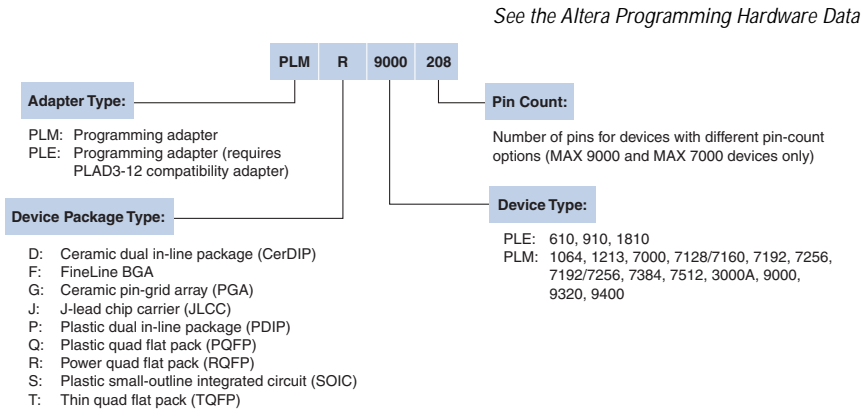 See the Altera Programming Hardware Data
PLM R 9000 208
Adapter Type:
PLM: Programming adapter
PLE: Programming adapter (requires
PLAD3-12 compatibility adapter)
Pin Count:
Number of pins for devices with different pin-count
options (MAX 9000 and MAX 7000 devices only)
Device Package Type:
D: Ceramic dual in-line package (CerDIP)
F: FineLine BGA
G: Ceramic pin-grid array (PGA)
J: J-lead chip carrier (JLCC)
P: Plastic dual in-line package (PDIP)
Q: Plastic quad flat pack (PQFP)
R: Power quad flat pack (RQFP)
S: Plastic small-outline integrated circuit (SOIC)
T: Thin quad flat pack (TQFP)
Device Type:
PLE: 610, 910, 1810
PLM: 1064, 1213, 7000, 7128/7160, 7192, 7256,
7192/7256, 7384, 7512, 3000A, 9000,
9320, 9400